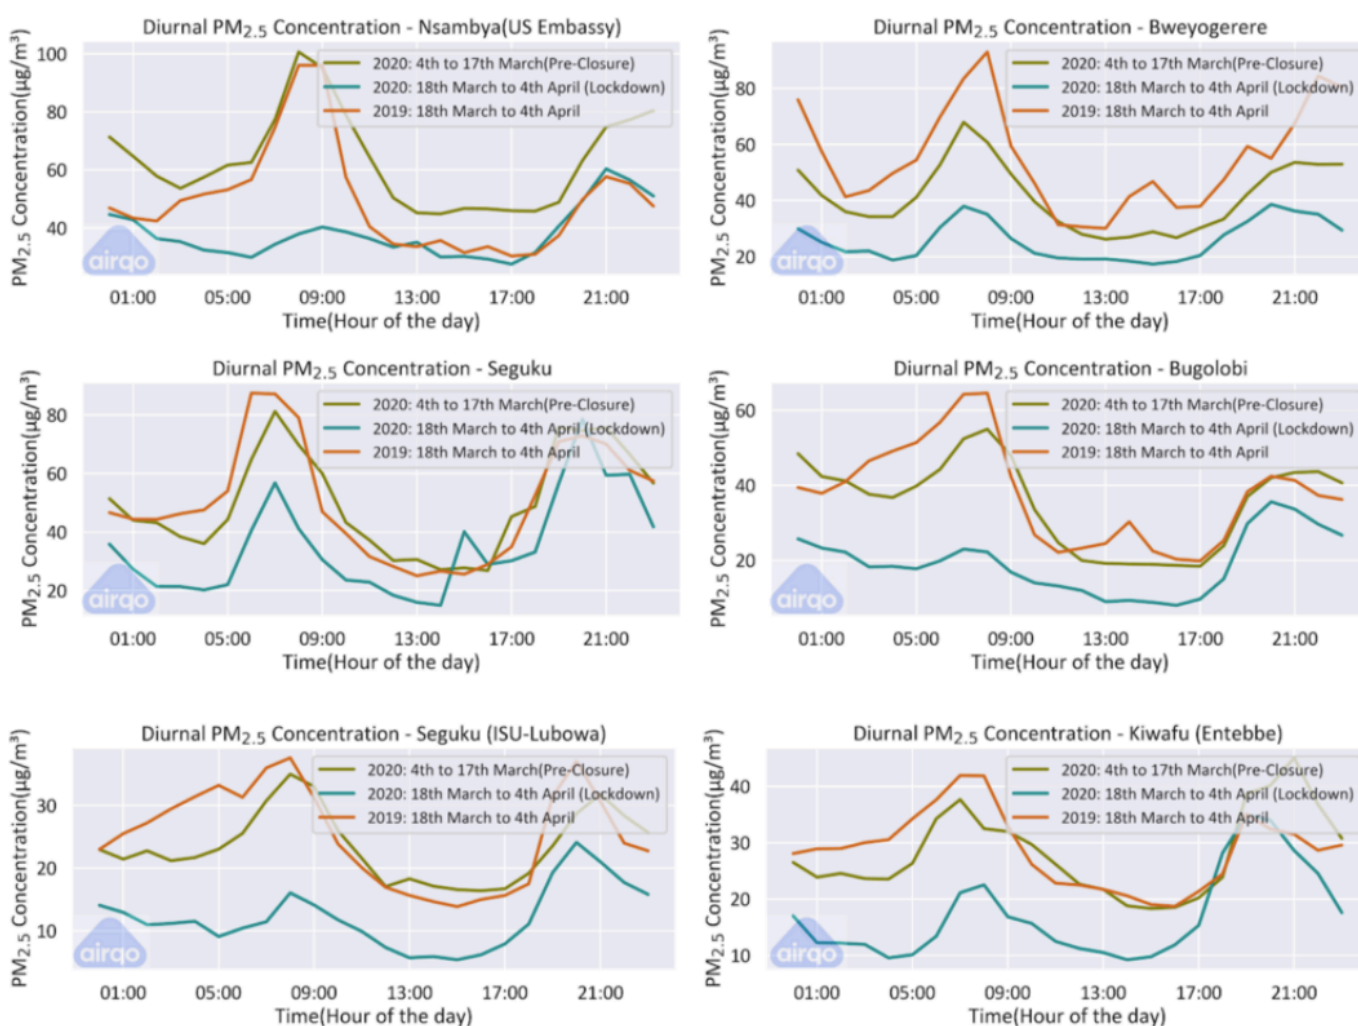 Diurnal PM2.5 Concentration - Nsambya(US Embassy)
PM2.5 Concentration(µg/m³)
100
80
60
40
2020: 4th to 17th March(Pre-Closure)
2020: 18th March to 4th April (Lockdown)
2019: 18th March to 4th April
airqo
01:00 05:00 09:00 13:00 17:00 21:00
Time(Hour of the day)
Diurnal PM2.5 Concentration - Bweyogerere
PM2.5 Concentration(µg/m³)
80
60
40
20
2020: 4th to 17th March(Pre-Closure)
2020: 18th March to 4th April (Lockdown)
2019: 18th March to 4th April
airqo
01:00 05:00 09:00 13:00 17:00 21:00
Time(Hour of the day)
Diurnal PM2.5 Concentration - Seguku
PM2.5 Concentration(µg/m³)
80
60
40
20
2020: 4th to 17th March(Pre-Closure)
2020: 18th March to 4th April (Lockdown)
2019: 18th March to 4th April
airqo
01:00 05:00 09:00 13:00 17:00 21:00
Time(Hour of the day)
Diurnal PM2.5 Concentration - Bugolobi
PM2.5 Concentration(µg/m³)
60
40
20
2020: 4th to 17th March(Pre-Closure)
2020: 18th March to 4th April (Lockdown)
2019: 18th March to 4th April
airqo
01:00 05:00 09:00 13:00 17:00 21:00
Time(Hour of the day)
Diurnal PM2.5 Concentration - Seguku (ISU-Lubowa)
PM2.5 Concentration(µg/m³)
30
20
10
2020: 4th to 17th March(Pre-Closure)
2020: 18th March to 4th April (Lockdown)
2019: 18th March to 4th April
airqo
01:00 05:00 09:00 13:00 17:00 21:00
Time(Hour of the day)
Diurnal PM2.5 Concentration - Kiwafu (Entebbe)
PM2.5 Concentration(µg/m³)
40
30
20
10
2020: 4th to 17th March(Pre-Closure)
2020: 18th March to 4th April (Lockdown)
2019: 18th March to 4th April
airqo
01:00 05:00 09:00 13:00 17:00 21:00
Time(Hour of the day)